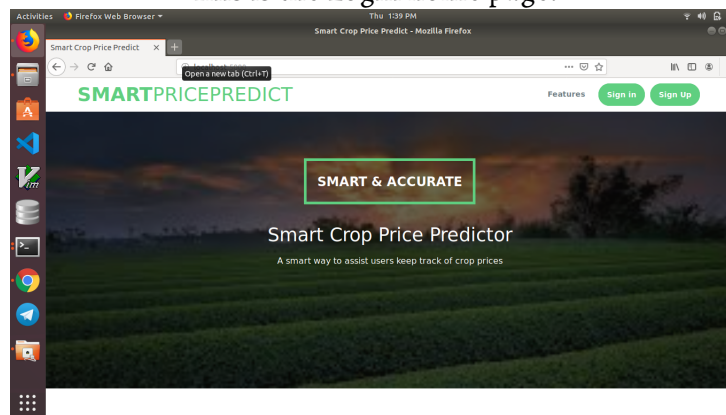 Activities Firefox Web Browser Thu 1:39 PM
Smart Crop Price Predict - Mozilla Firefox
Smart Crop Price Predict
Open a new tab (Ctrl+T)
SMARTPRICEPREDICT Features Sign in Sign Up
SMART & ACCURATE
Smart Crop Price Predictor
A smart way to assist users keep track of crop prices